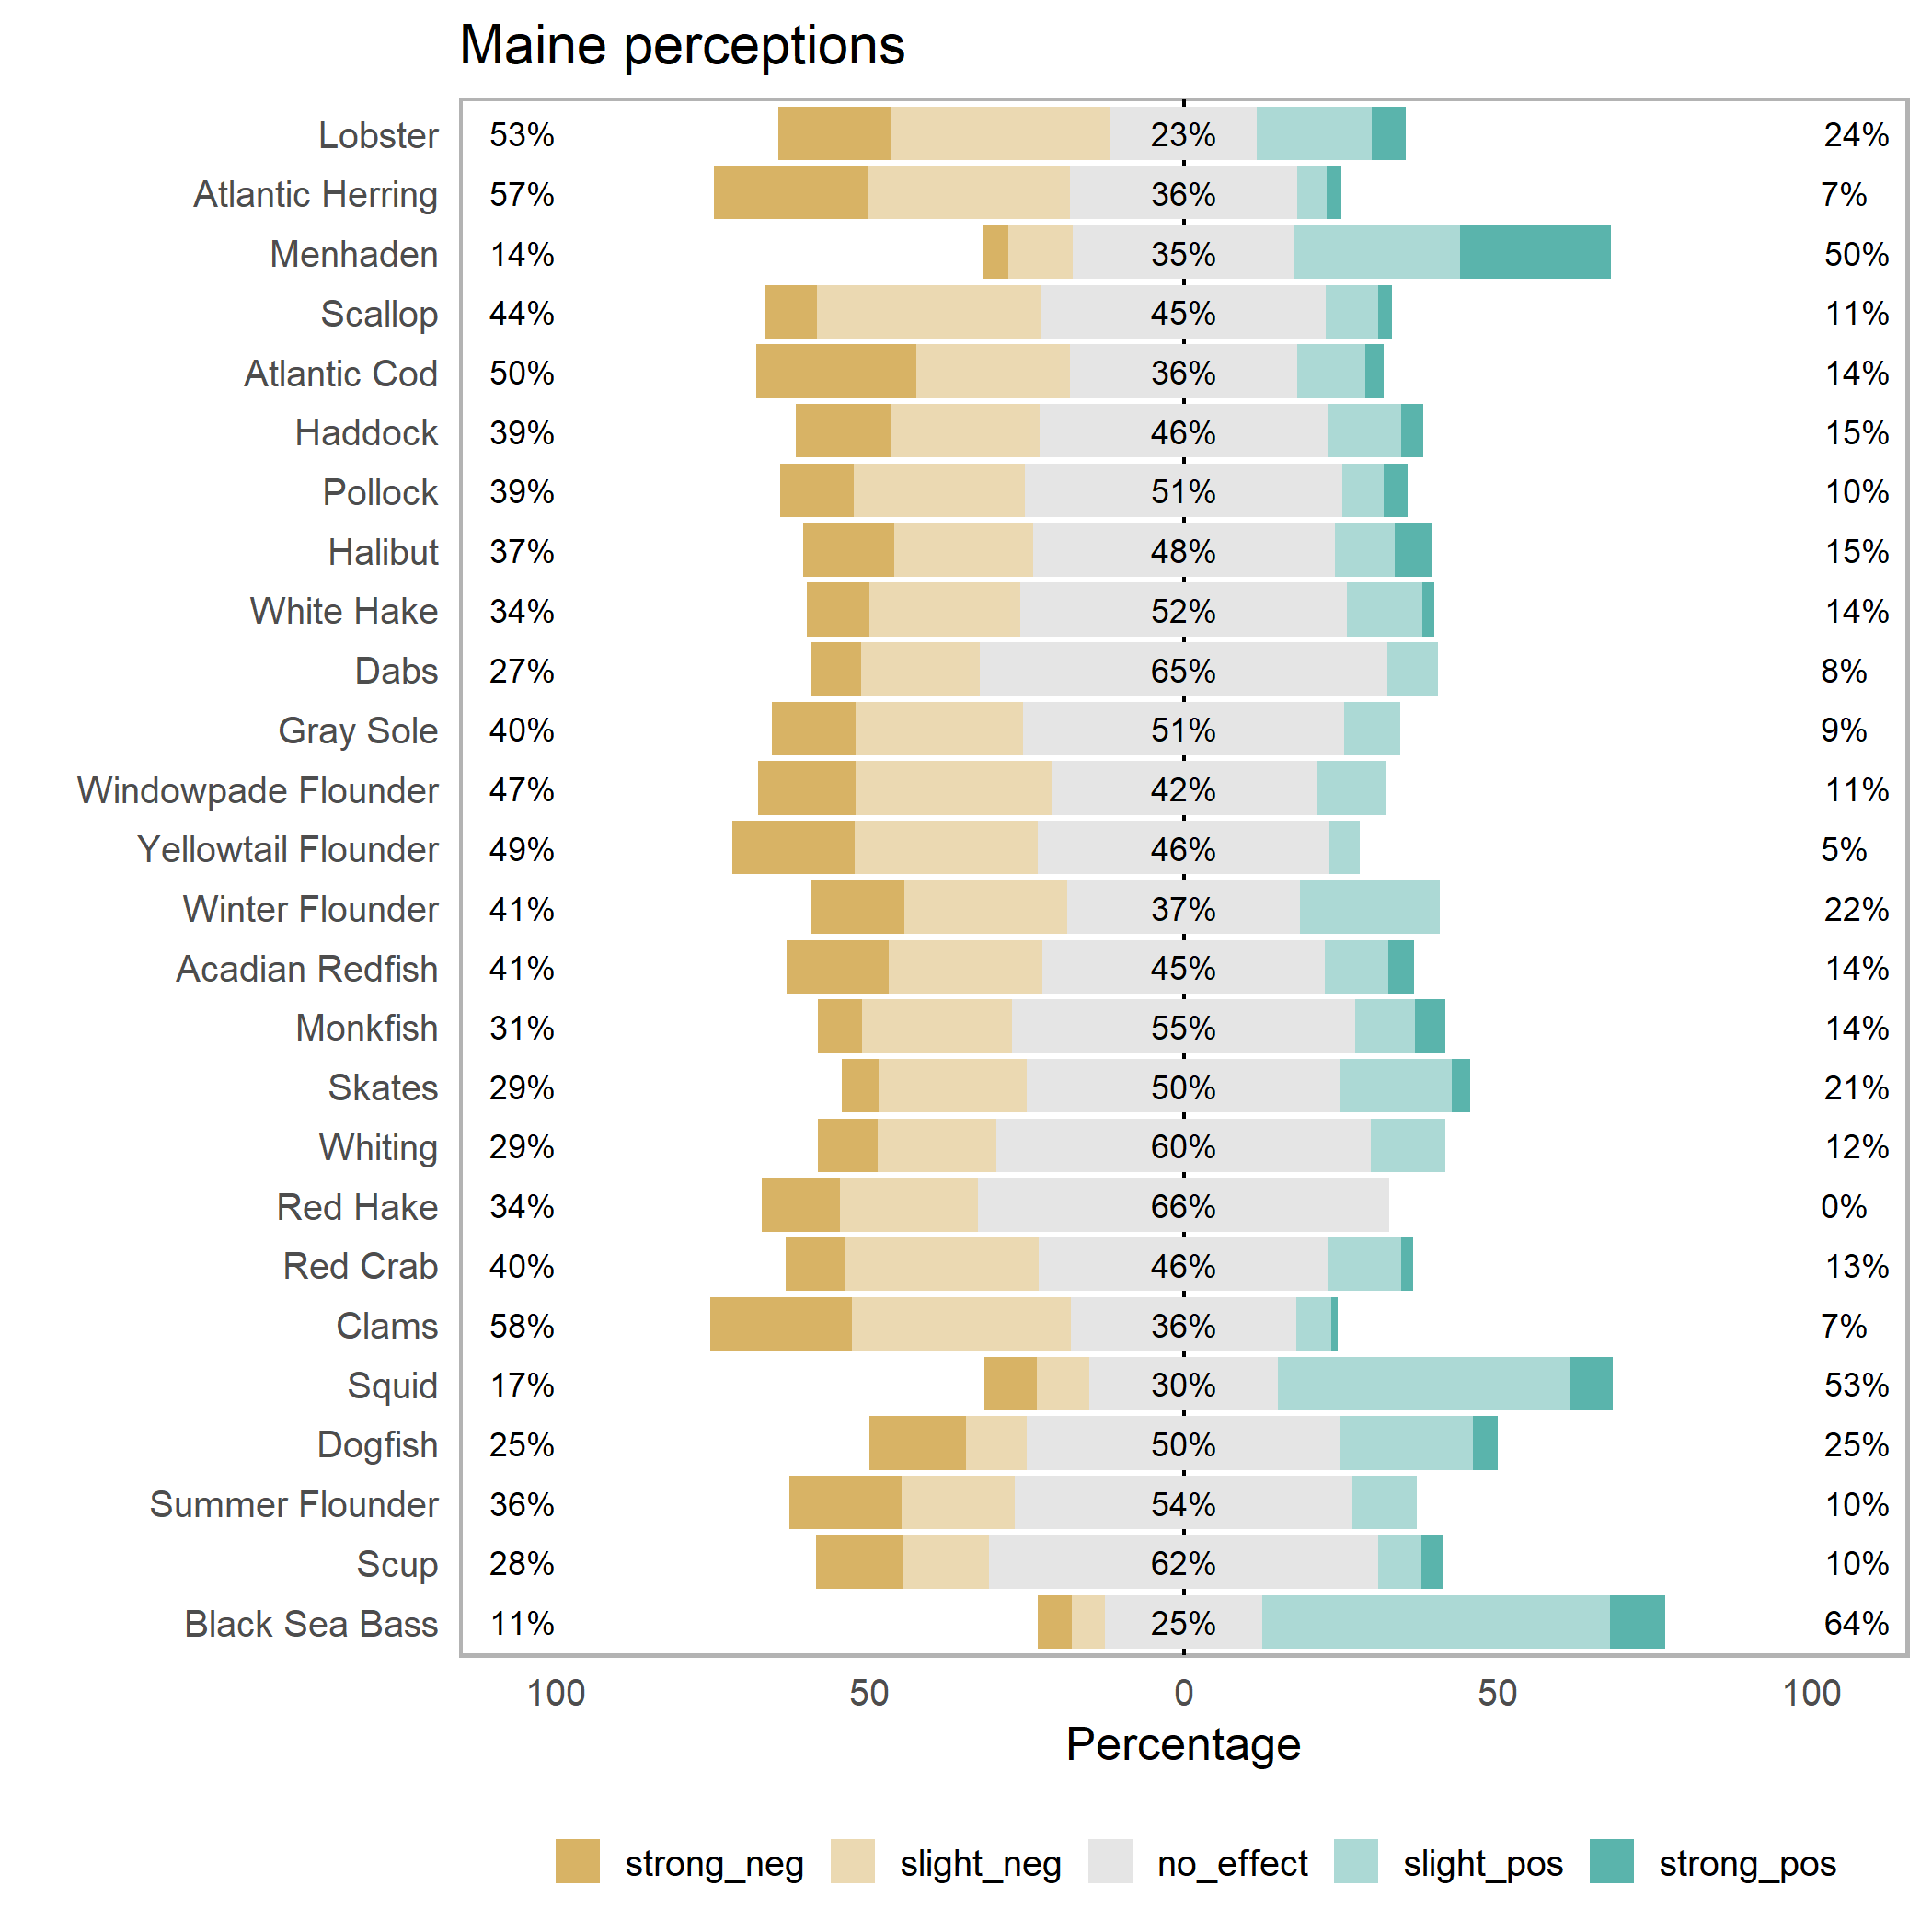 Maine perceptions
Lobster 53% 23% 24%
Atlantic Herring 57% 36% 7%
Menhaden 14% 35% 50%
Scallop 44% 45% 11%
Atlantic Cod 50% 36% 14%
Haddock 39% 46% 15%
Pollock 39% 51% 10%
Halibut 37% 48% 15%
White Hake 34% 52% 14%
Dabs 27% 65% 8%
Gray Sole 40% 51% 9%
Windowpade Flounder 47% 42% 11%
Yellowtail Flounder 49% 46% 5%
Winter Flounder 41% 37% 22%
Acadian Redfish 41% 45% 14%
Monkfish 31% 55% 14%
Skates 29% 50% 21%
Whiting 29% 60% 12%
Red Hake 34% 66% 0%
Red Crab 40% 46% 13%
Clams 58% 36% 7%
Squid 17% 30% 53%
Dogfish 25% 50% 25%
Summer Flounder 36% 54% 10%
Scup 28% 62% 10%
Black Sea Bass 11% 25% 64%
100 50 0 50 100
Percentage
strong_neg slight_neg no_effect slight_pos strong_pos